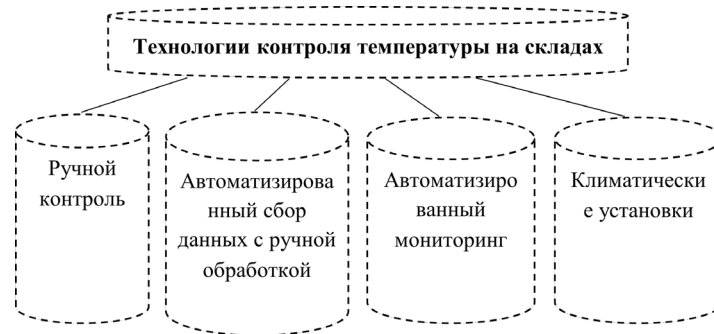 Технологии контроля температуры на складах
Ручной
контроль
Автоматизирова
нный сбор
данных с ручной
обработкой
Автоматизиро
ванный
мониторинг
Климатически
е установки